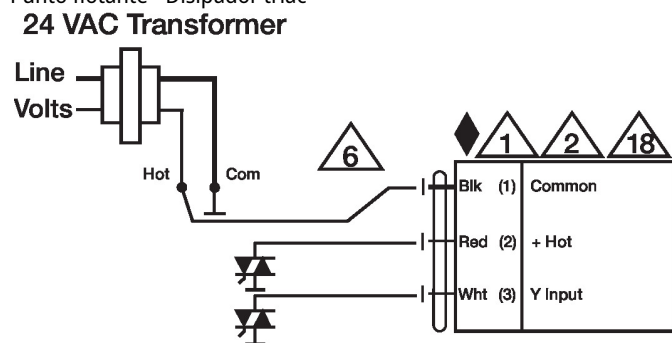 Punto flotante - Disipador triac
24 VAC Transformer
Line
Volts
Hot
Com
6
1
2
18
Blk (1) Common
Red (2) + Hot
Wht (3) Y Input